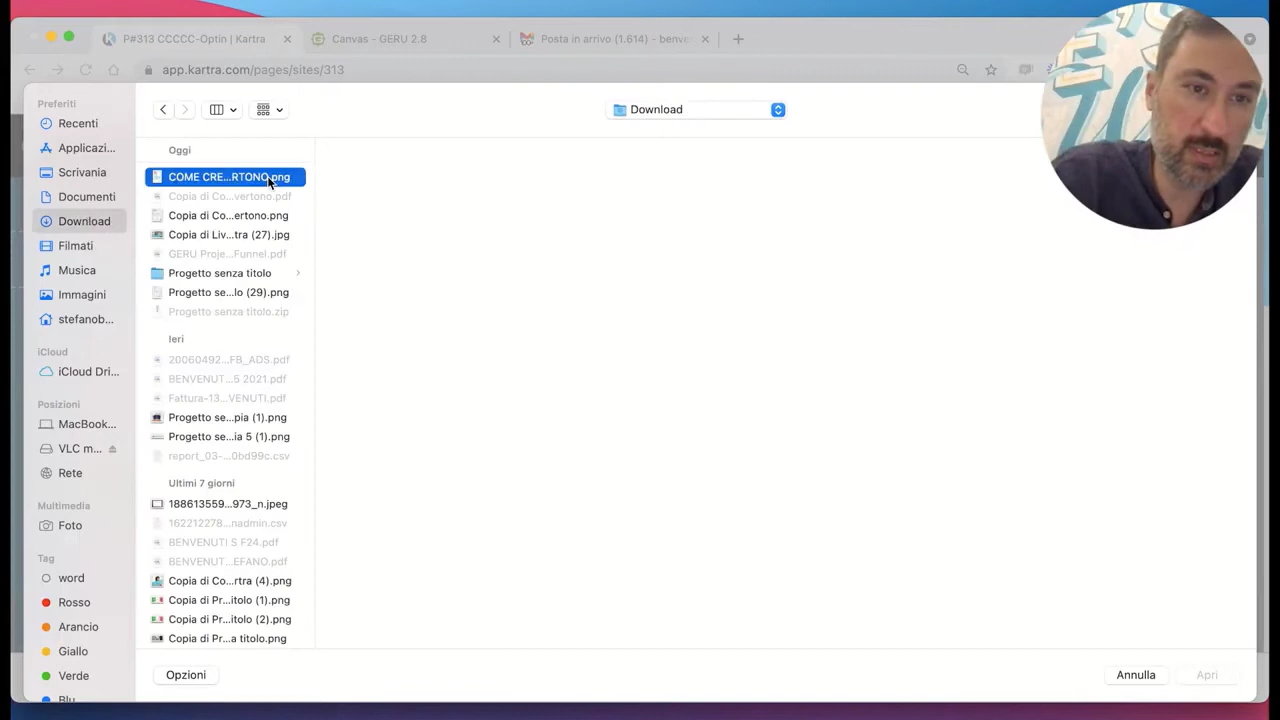 P#313 CCCCC-Optin | Kartra
Canvas - GERU 2.8
Posta in arrivo (1.614) - benve
app.kartra.com/pages/sites/313
Preferiti
Recenti
Applicazi...
Scrivania
Documenti
Download
Filmati
Musica
Immagini
stefanob...
iCloud
iCloud Dri...
Posizioni
MacBook...
VLC m...
Rete
Multimedia
Foto
Tag
word
Rosso
Arancio
Giallo
Verde
Blu
Download
Oggi
COME CRE...RTONO.png
Copia di Co...vertono.pdf
Copia di Co...ertono.png
Copia di Liv...tra (27).jpg
GERU Proje...Funnel.pdf
Progetto senza titolo
Progetto se...lo (29).png
Progetto senza titolo.zip
Ieri
20060492...FB_ADS.pdf
BENVENUT...5 2021.pdf
Fattura-13...VENUTI.pdf
Progetto se...pia (1).png
Progetto se...ia 5 (1).png
report_03-...0bd99c.csv
Ultimi 7 giorni
188613559...973_n.jpeg
162212278...nadmin.csv
BENVENUTI S F24.pdf
BENVENUT...EFANO.pdf
Copia di Co...rtra (4).png
Copia di Pr...itolo (1).png
Copia di Pr...itolo (2).png
Copia di Pr...a titolo.png
Opzioni
Annulla
Apri